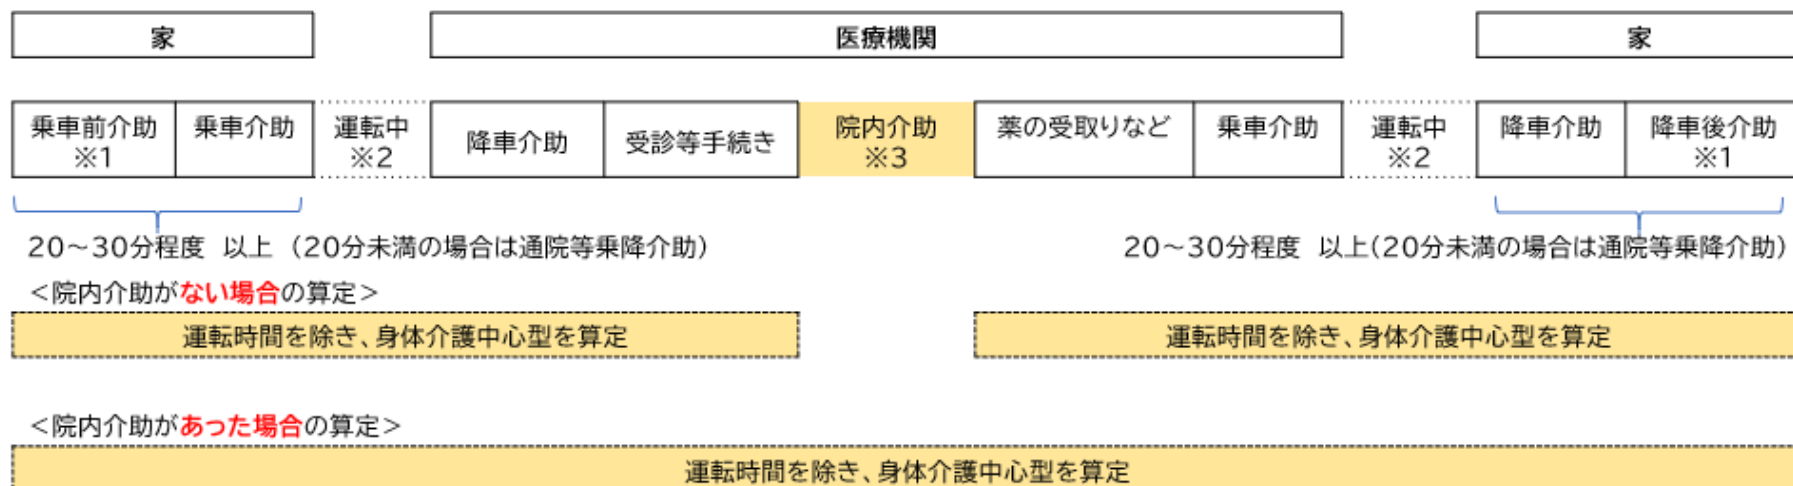 家 医療機関 家
乗車前介助 ※1 乗車介助 運転中 ※2 降車介助 受診等手続き 院内介助 ※3 薬の受取りなど 乗車介助 運転中 ※2 降車介助 降車後介助 ※1
20～30分程度 以上 （20分未満の場合は通院等乗降介助） 20～30分程度 以上(20分未満の場合は通院等乗降介助)
＜院内介助がない場合の算定＞
運転時間を除き、身体介護中心型を算定 運転時間を除き、身体介護中心型を算定
＜院内介助があった場合の算定＞
運転時間を除き、身体介護中心型を算定